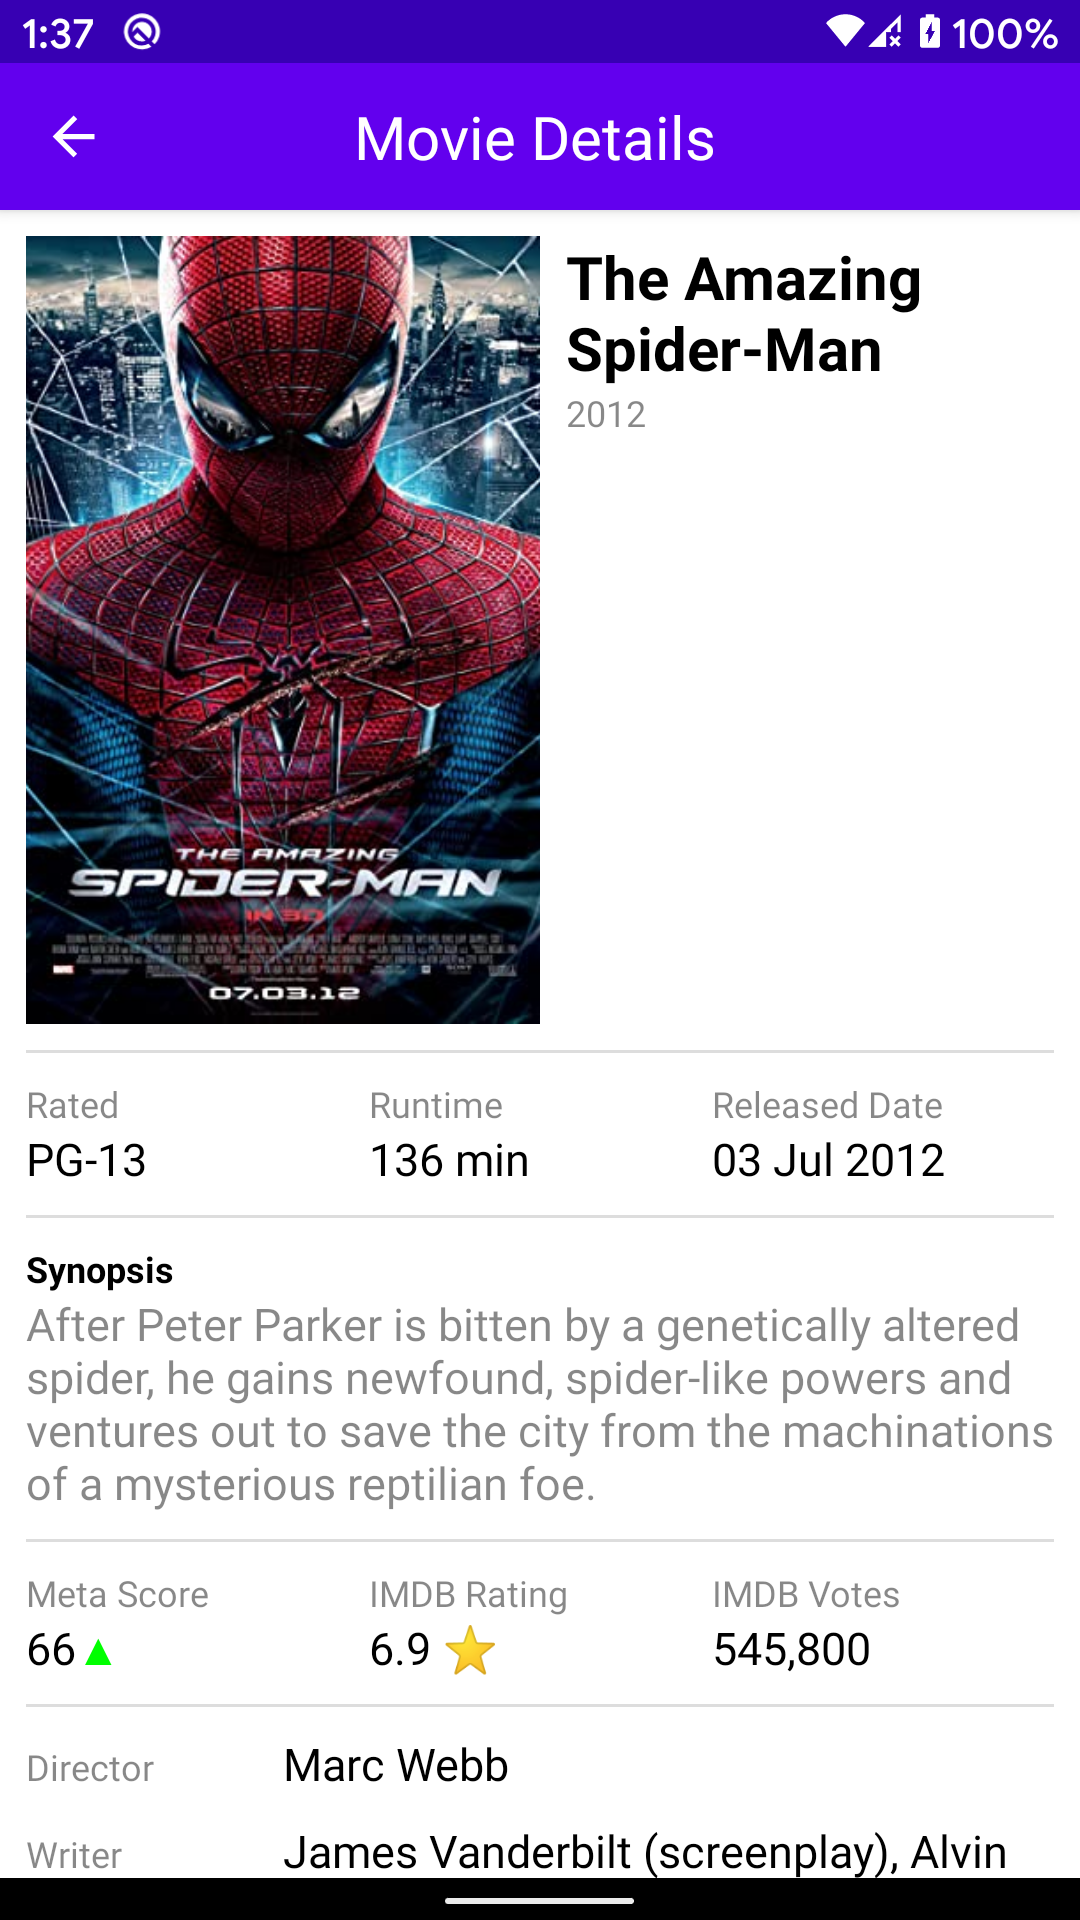 1:37
100%
Movie Details
The Amazing
Spider-Man
2012
THE AMAZING
SPIDER-MAN
IN 3D
07.03.12
Rated
Runtime
Released Date
PG-13
136 min
03 Jul 2012
Synopsis
After Peter Parker is bitten by a genetically altered
spider, he gains newfound, spider-like powers and
ventures out to save the city from the machinations
of a mysterious reptilian foe.
Meta Score
IMDB Rating
IMDB Votes
66
6.9
545,800
Director
Marc Webb
Writer
James Vanderbilt (screenplay), Alvin